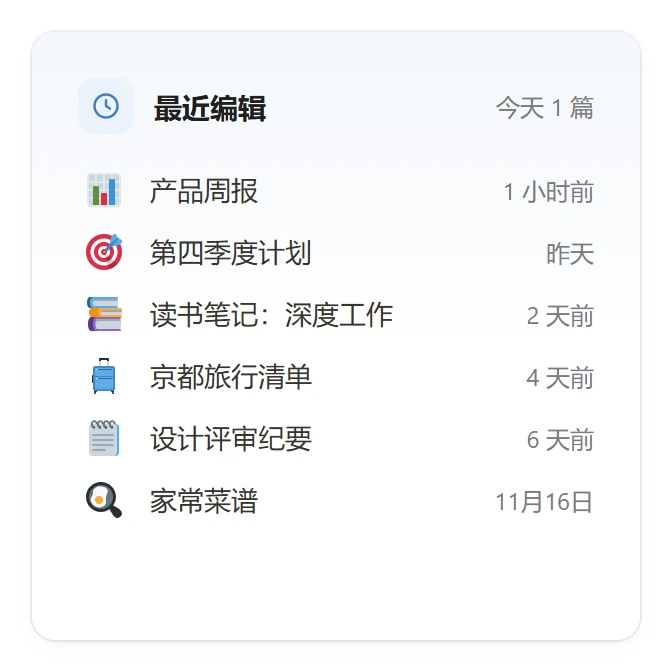 最近编辑 今天 1 篇
产品周报 1 小时前
第四季度计划 昨天
读书笔记：深度工作 2 天前
京都旅行清单 4 天前
设计评审纪要 6 天前
家常菜谱 11月16日